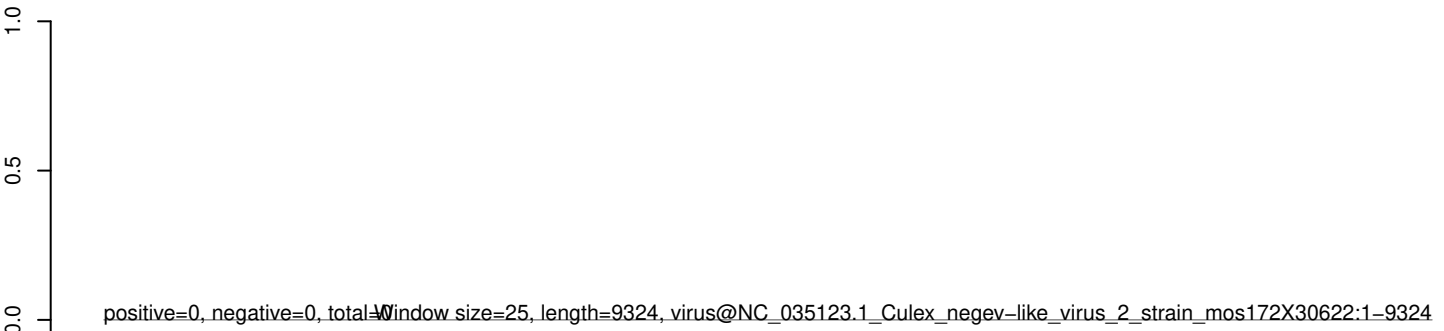 1.0
0.5
0.0
positive=0, negative=0, total=0
Window size=25, length=9324, virus@NC_035123.1_Culex_negev−like_virus_2_strain_mos172X30622:1−9324